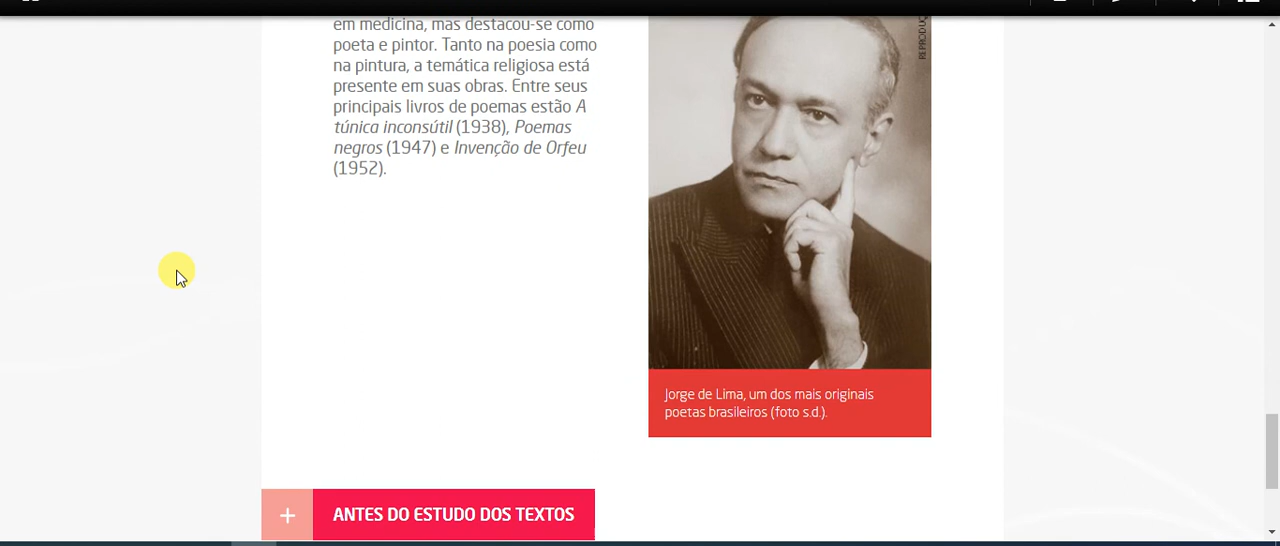 em medicina, mas destacou-se como
poeta e pintor. Tanto na poesia como
na pintura, a temática religiosa está
presente em suas obras. Entre seus
principais livros de poemas estão A
túnica inconsútil (1938), Poemas
negros (1947) e Invenção de Orfeu
(1952).
Jorge de Lima, um dos mais originais
poetas brasileiros (foto s.d.).
+ ANTES DO ESTUDO DOS TEXTOS